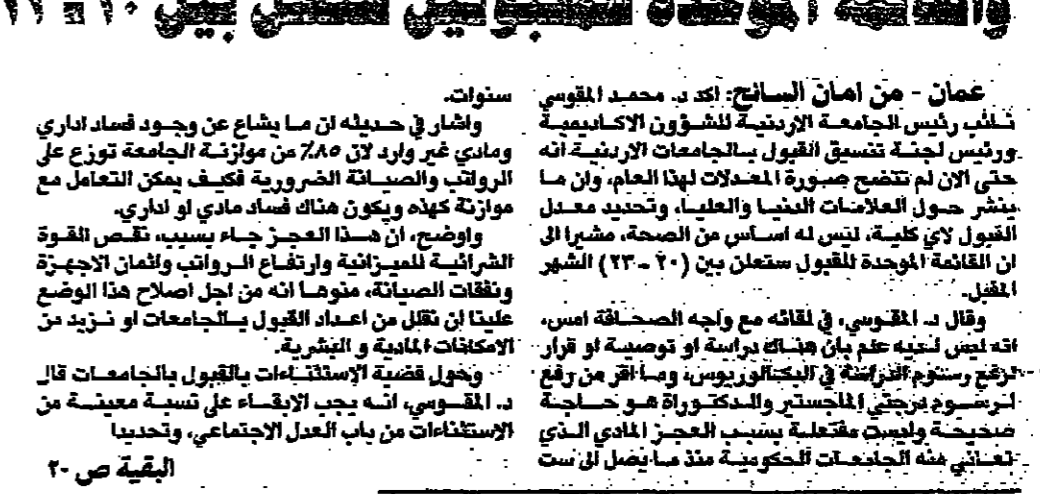 والقائمة الموحدة للمقبولين ستعلن بين ٢٠ ـ ٢٣
عمان - من امان السائح: اكد د. محمد المقوسي
نائب رئيس الجامعة الاردنية للشؤون الاكاديمية
ورئيس لجنة تنسيق القبول بالجامعات الاردنية انه
حتى الان لم تتضح صورة المعدلات لهذا العام، وان ما
ينشر حول العلامات الدنيا والعليا، وتحديد معدل
القبول لاي كلية، ليس له اساس من الصحة، مشيرا الى
ان القائمة الموحدة للقبول ستعلن بين (٢٠ - ٢٣) الشهر
المقبل.
وقال د. المقوسي، في لقائه مع واجه الصحافة امس،
انه ليس لديه علم بان هناك دراسة او توصية او قرار
لرفع رسوم الدراسة في البكالوريوس، وما اقر من رفع
لرسوم درجتي الماجستير والدكتوراة هو حاجة
صحيحة وليست مفتعلة بسبب العجز المادي الذي
تعاني منه الجامعات الحكومية منذ ما يصل الى ست
سنوات.
واشار في حديثه ان ما يشاع عن وجود فساد اداري
ومادي غير وارد لان ٨٥٪ من موازنة الجامعة توزع على
الرواتب والصيانة الضرورية فكيف يمكن التعامل مع
موازنة كهذه ويكون هناك فساد مادي او اداري.
واوضح، ان هذا العجز جاء بسبب، نقص القوة
الشرائية للميزانية وارتفاع الرواتب واثمان الاجهزة
ونفقات الصيانة، منوها انه من اجل اصلاح هذا الوضع
علينا ان نقلل من اعداد القبول بالجامعات او نزيد من
الامكانات المادية و البشرية.
وحول قضية الاستثناءات بالقبول بالجامعات قال
د. المقوسي، انه يجب الابقاء على نسبة معينة من
الاستثناءات من باب العدل الاجتماعي، وتحديدا
البقية ص ٢٠